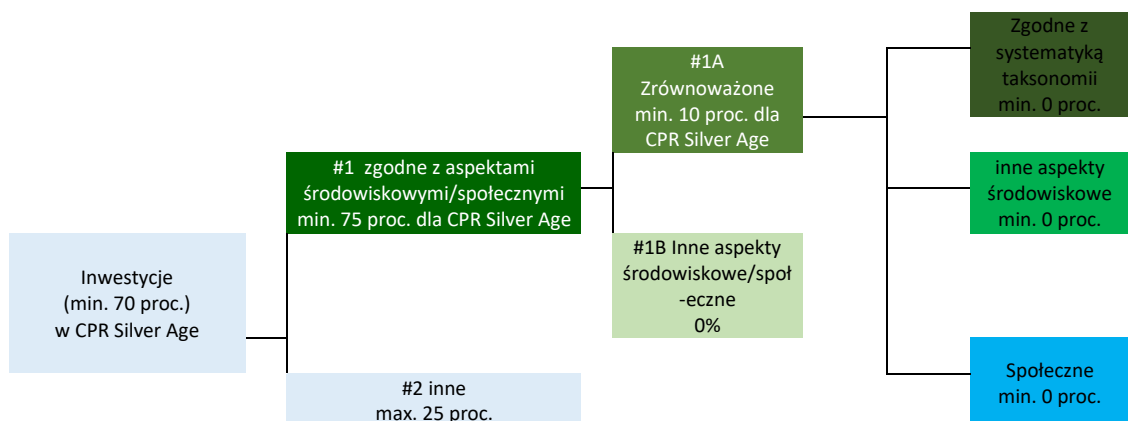 Inwestycje
(min. 70 proc.)
w CPR Silver Age
#1 zgodne z aspektami
środowiskowymi/społecznymi
min. 75 proc. dla CPR Silver Age
#2 inne
max. 25 proc.
#1A
Zrównoważone
min. 10 proc. dla
CPR Silver Age
#1B Inne aspekty
środowiskowe/społ
-eczne
0%
Zgodne z
systematyką
taksonomii
min. 0 proc.
inne aspekty
środowiskowe
min. 0 proc.
Społeczne
min. 0 proc.